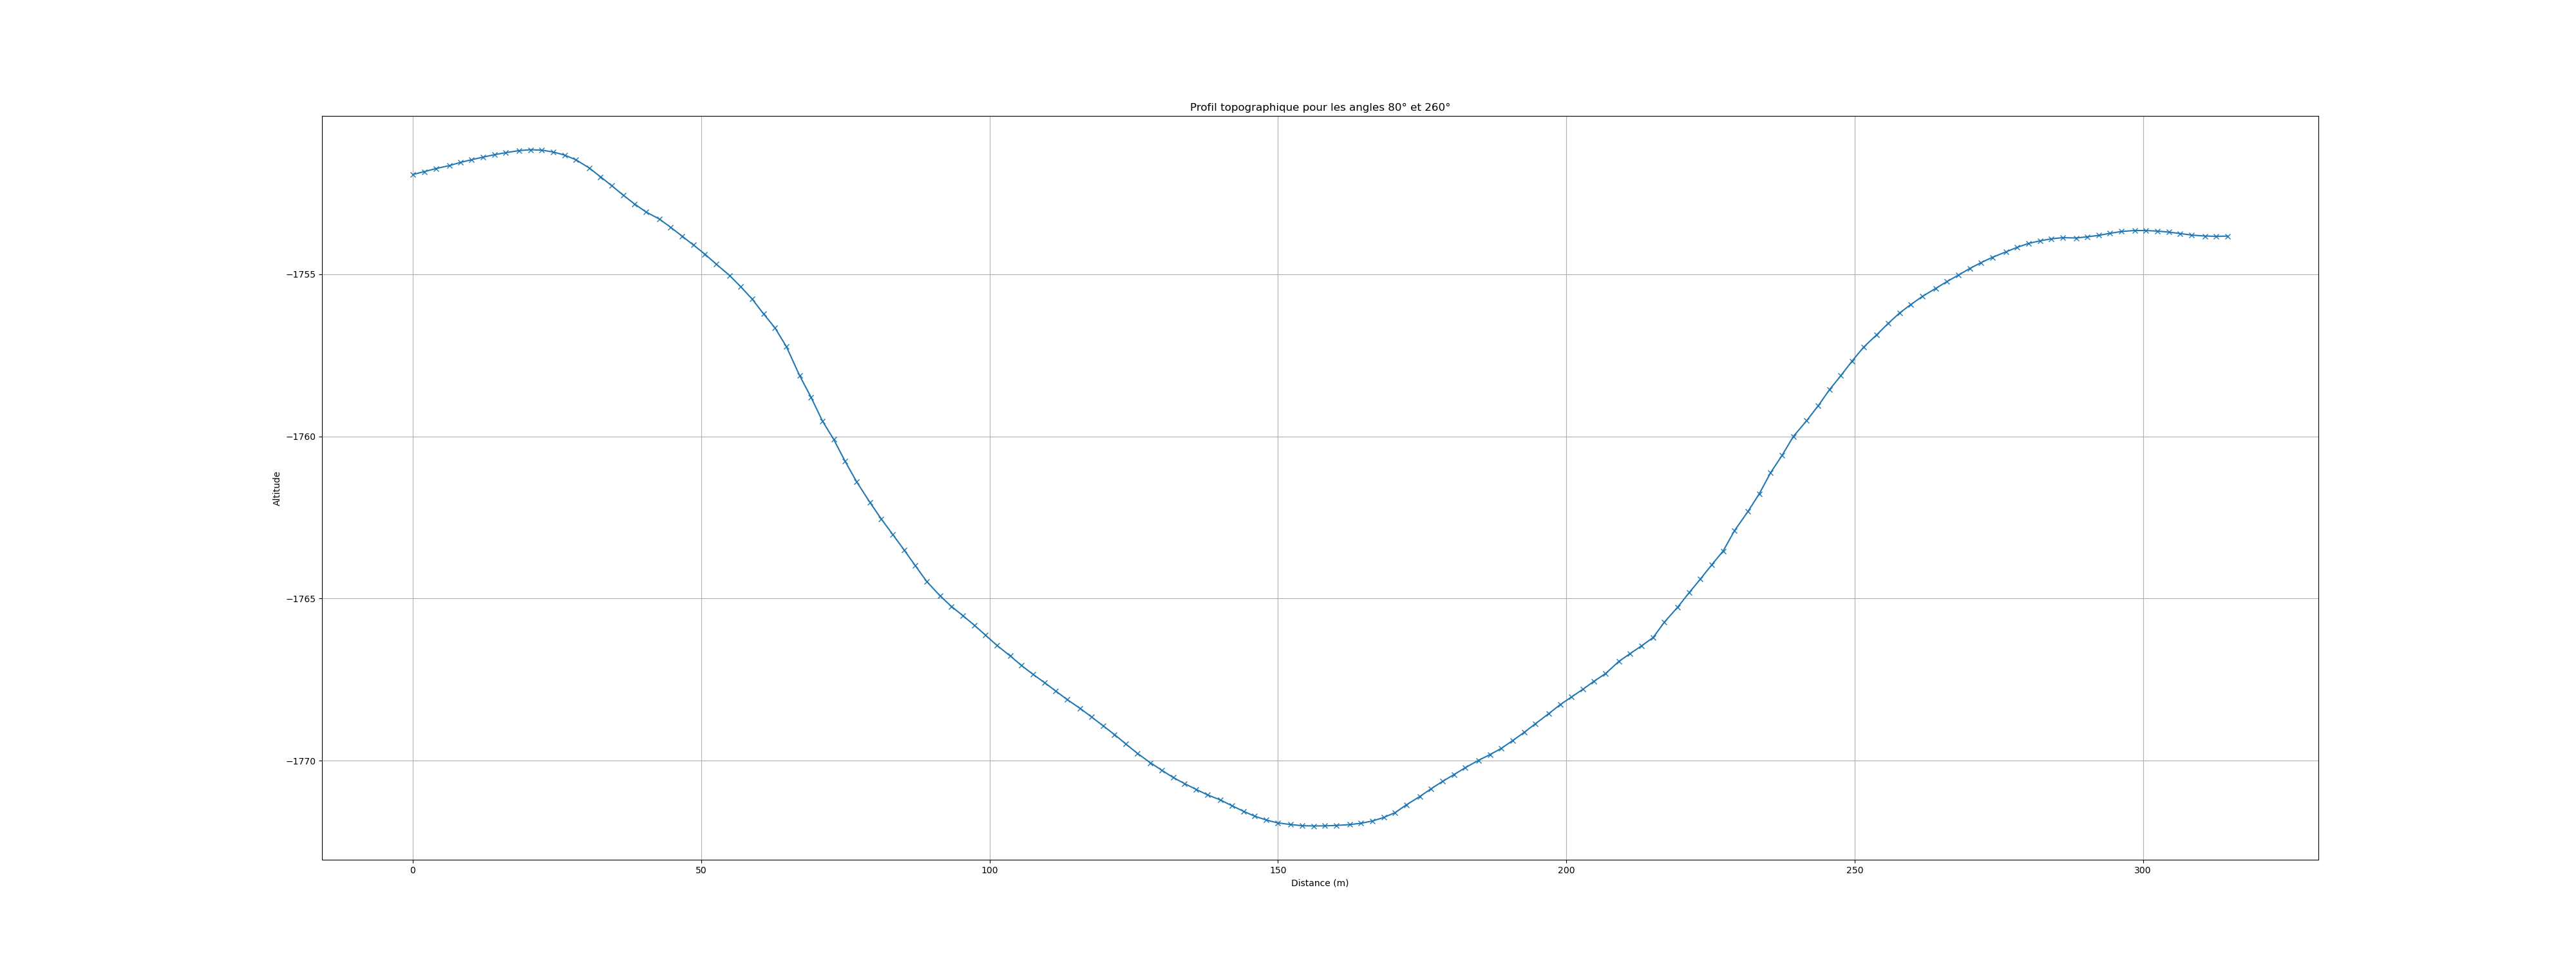 Profil topographique pour les angles 80° et 260°
Altitude
−1755
−1760
−1765
−1770
0 50 100 150 200 250 300
Distance (m)